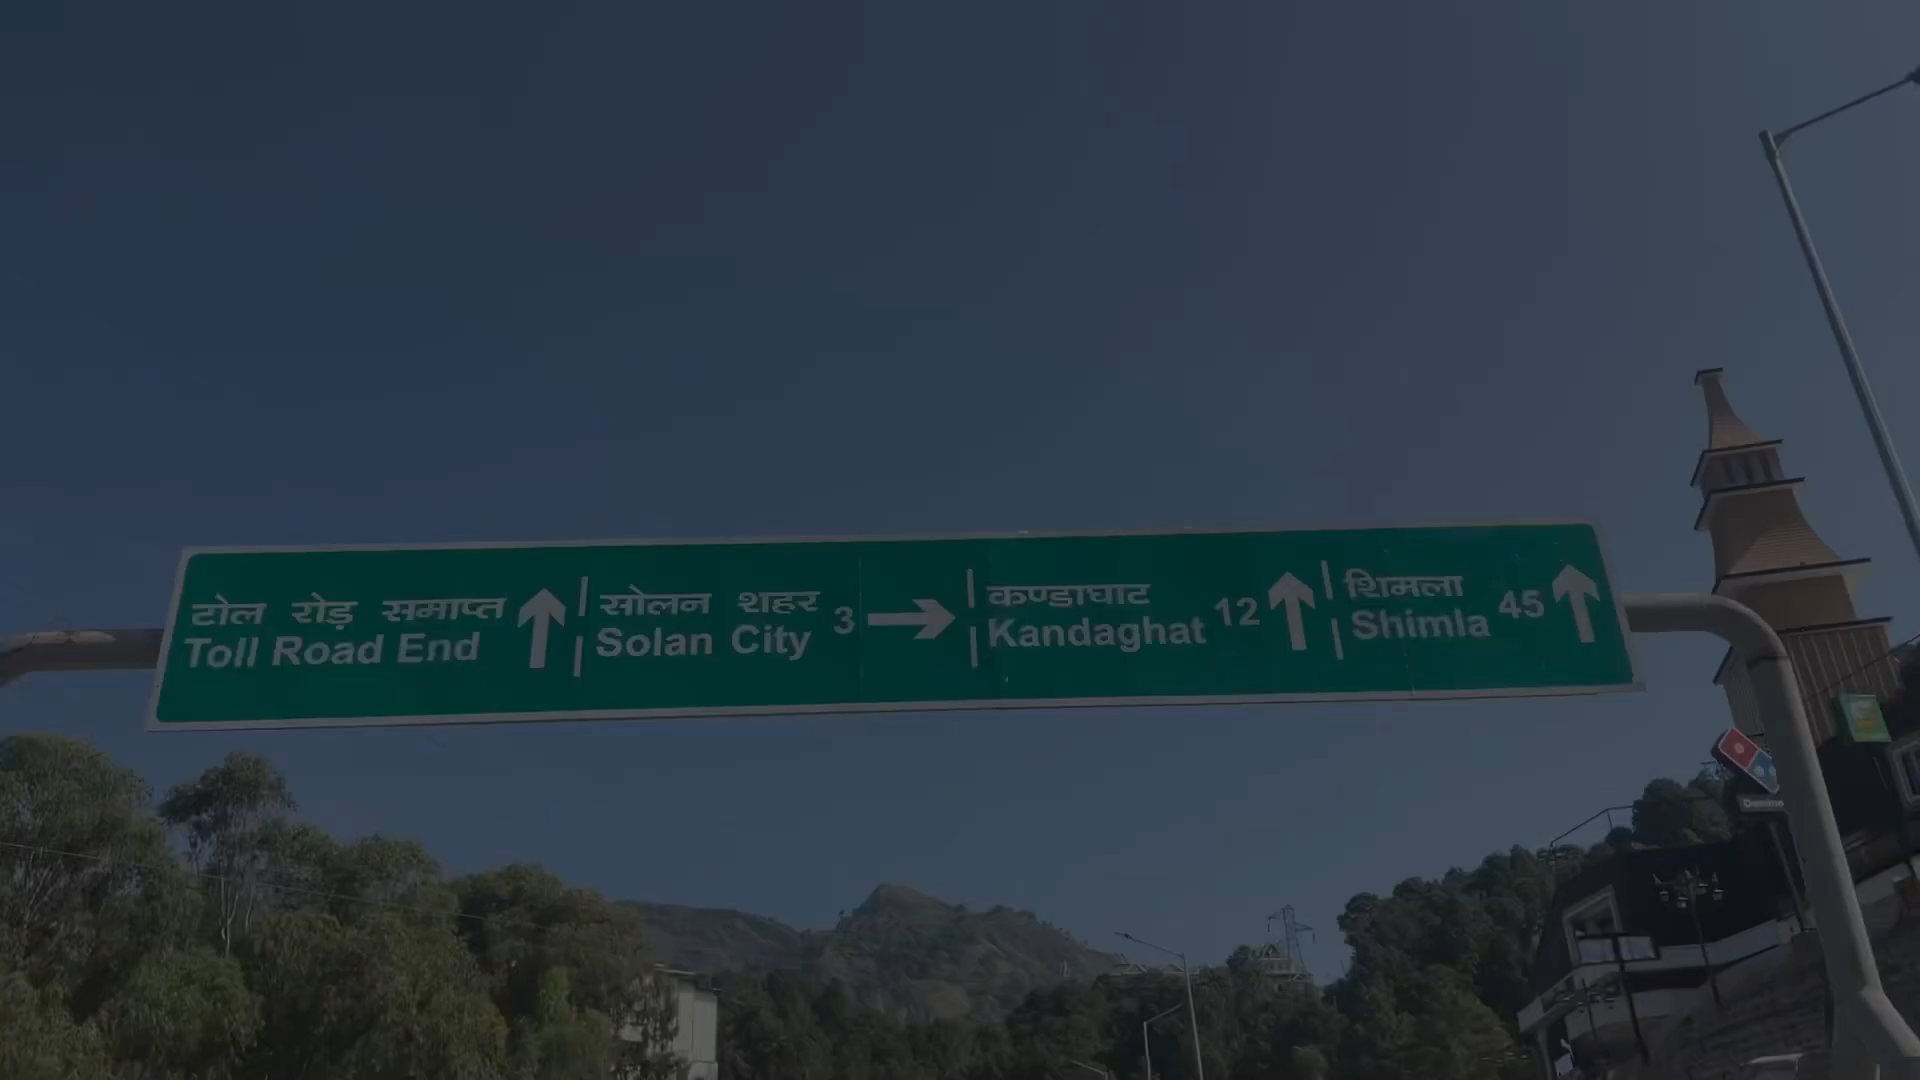 टोल रोड़ समाप्त
Toll Road End
सोलन शहर
Solan City 3
कण्डाघाट
Kandaghat 12
शिमला
Shimla 45